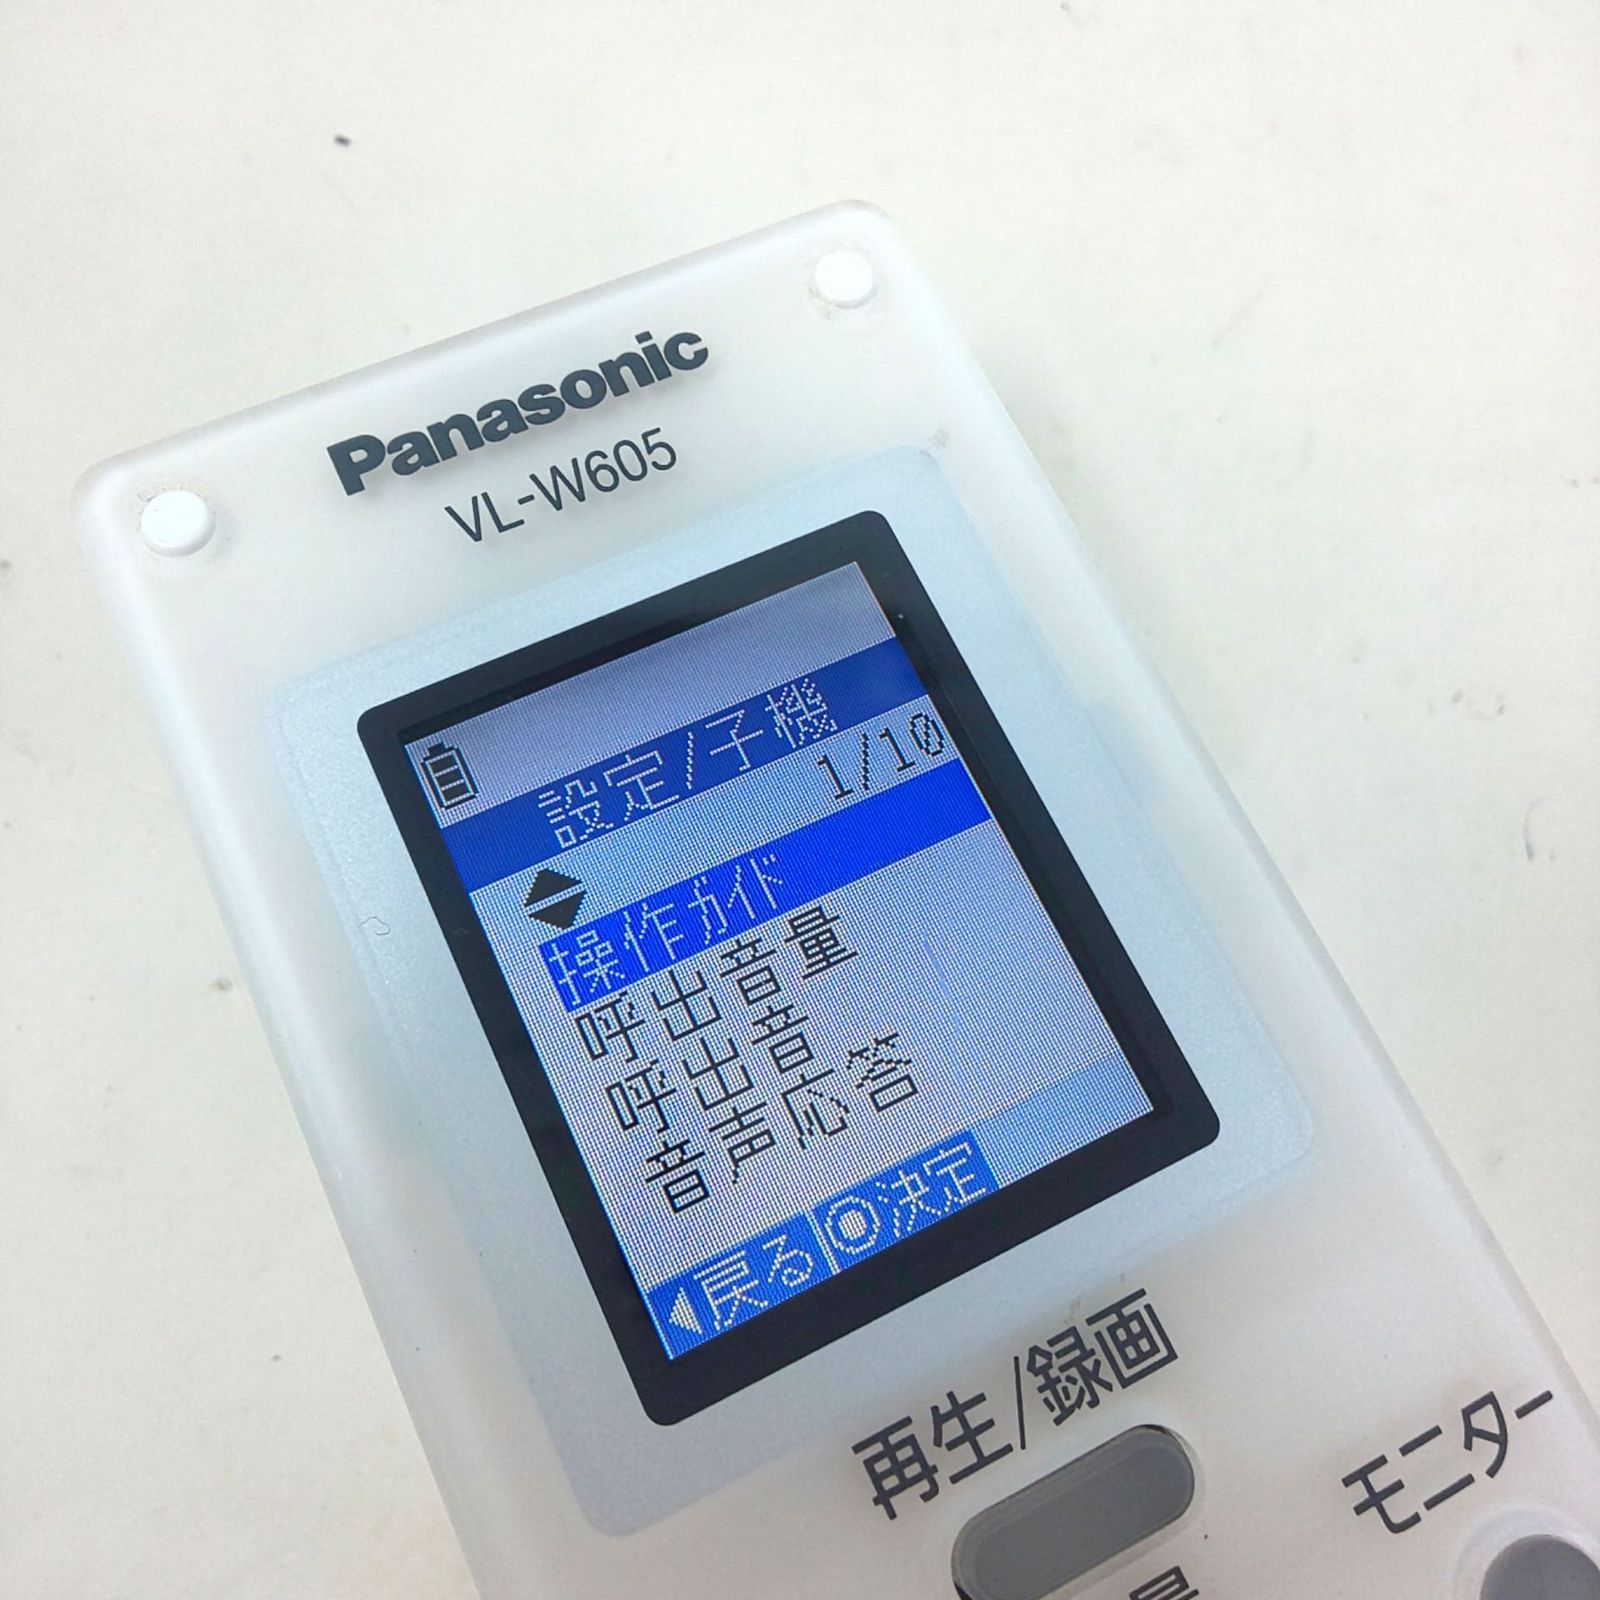 Panasonic
VL-W605
設定/子機
1/10
操作ガイド
呼出音量
呼出音
音声応答
戻る 決定
再生/録画
モニター